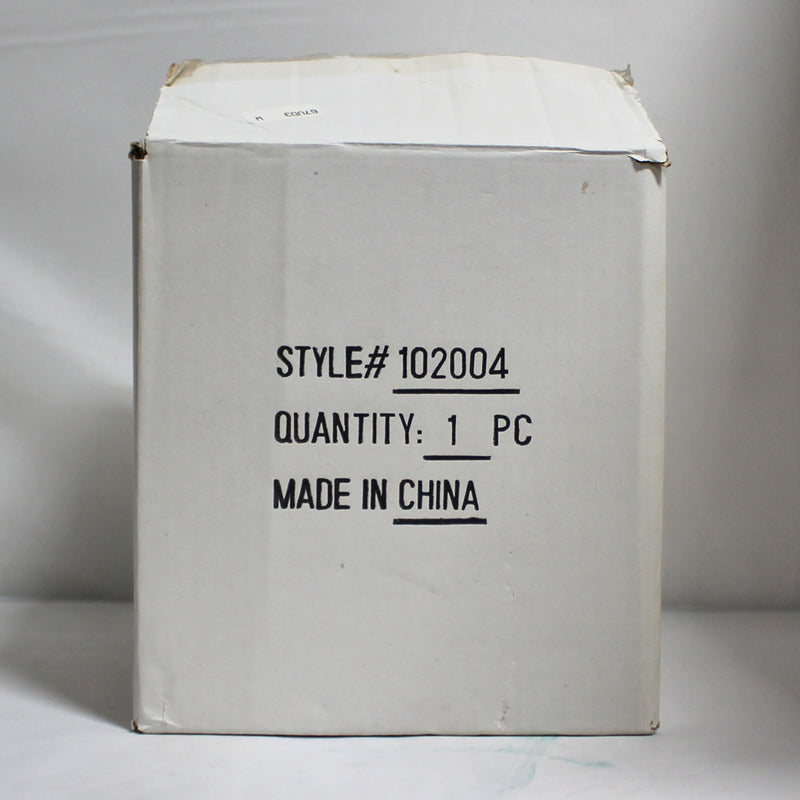 STYLE# 102004
QUANTITY: 1 PC
MADE IN CHINA